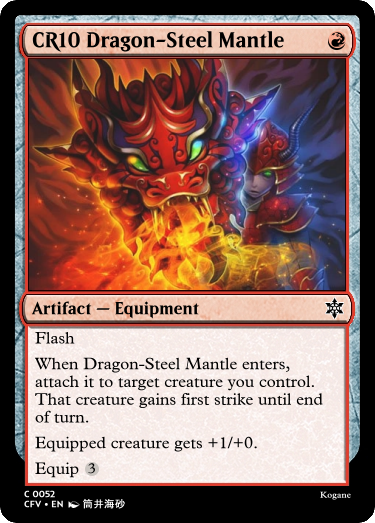 CR10 Dragon-Steel Mantle
Artifact — Equipment
Flash
When Dragon-Steel Mantle enters,
attach it to target creature you control.
That creature gains first strike until end
of turn.
Equipped creature gets +1/+0.
Equip 3
C 0052
Kogane
CFV • EN 筒井海砂